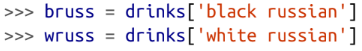 >>> bruss = drinks['black russian']
>>> wruss = drinks['white russian']